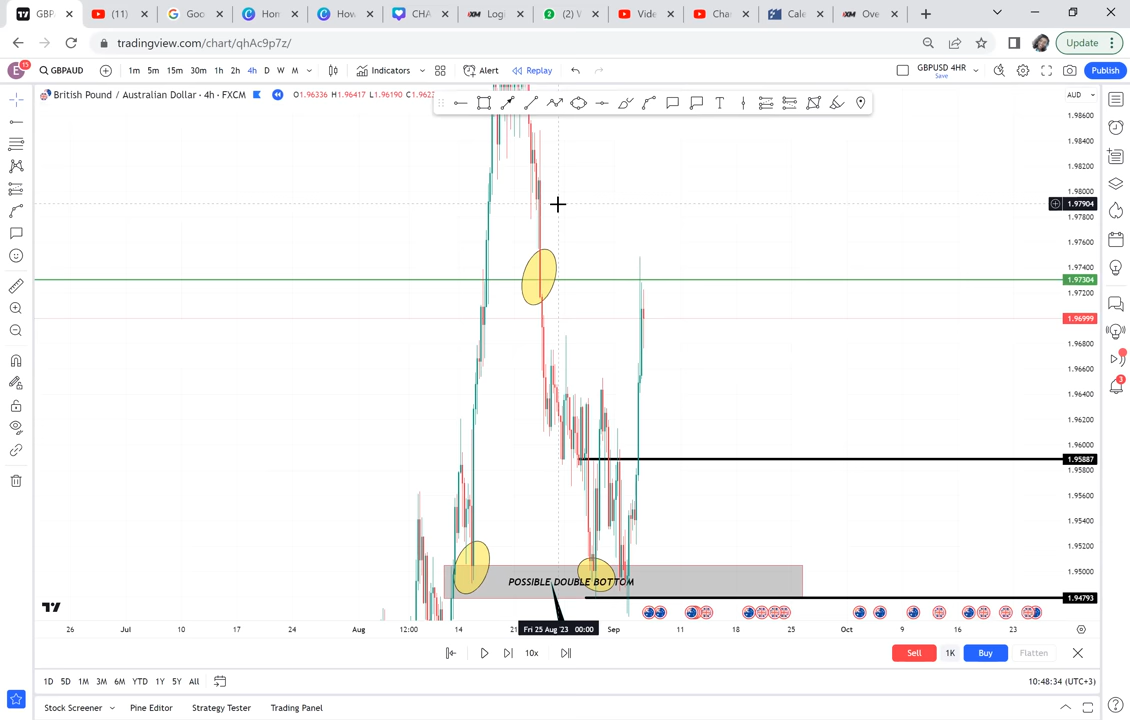 GBPA
(11)
Goo
Hon
How
CHA
Logi
(2) V
Vide
Cha
Cale
Ove
tradingview.com/chart/qhAc9p7z/
Update
E
15
GBPAUD
1m 5m 15m 30m 1h 2h 4h D W M
Indicators
Alert
Replay
GBPUSD 4HR
Save
Publish
British Pound / Australian Dollar · 4h · FXCM
O1.96336 H1.96417 L1.96190
AUD
1.98600
1.98400
1.98200
1.98000
1.97904
1.97800
1.97600
1.97400
1.97304
1.97200
1.96999
1.96800
1.96600
1.96400
1.96200
1.96000
1.95887
1.95800
1.95600
1.95400
1.95200
1.95000
1.94793
3
POSSIBLE DOUBLE BOTTOM
26 Jul 10 17 24 Aug 12:00 14 21 Fri 25 Aug '23 00:00 Sep 11 18 25 Oct 9 16 23
10x
Sell 1K Buy Flatten
1D 5D 1M 3M 6M YTD 1Y 5Y All
10:48:34 (UTC+3)
Stock Screener Pine Editor Strategy Tester Trading Panel